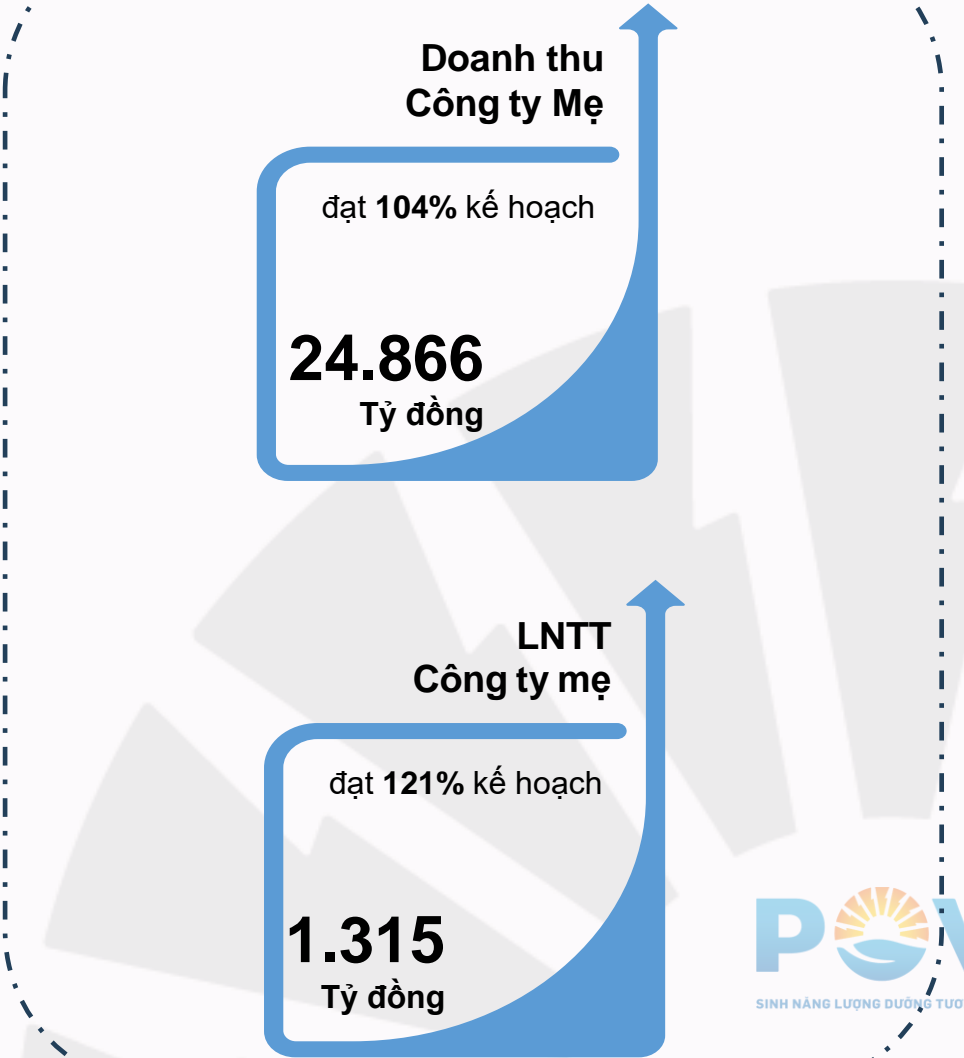 Doanh thu
Công ty Mẹ
đạt 104% kế hoạch
24.866
Tỷ đồng
LNTT
Công ty mẹ
đạt 121% kế hoạch
1.315
Tỷ đồng
SINH NĂNG LƯỢNG DƯỠNG